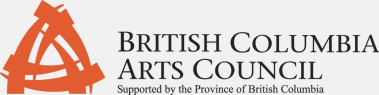 BRITISH COLUMBIA
ARTS COUNCIL
Supported by the Province of British Columbia